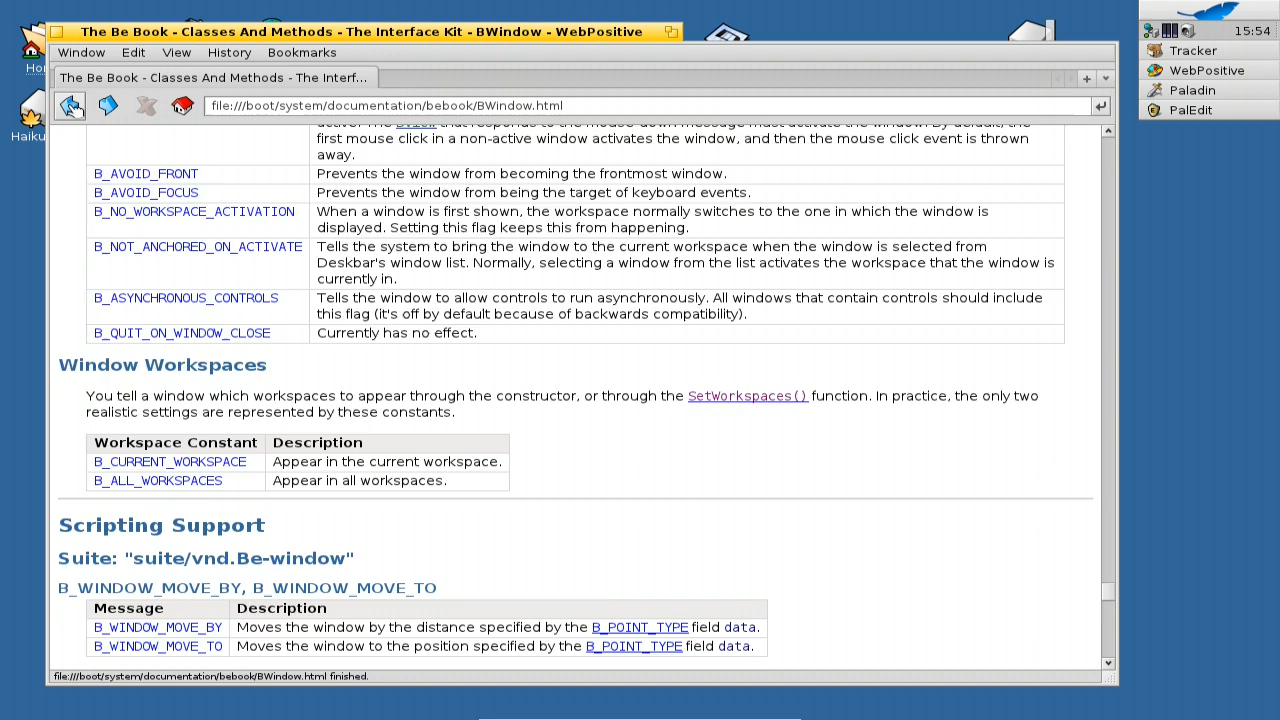 The Be Book - Classes And Methods - The Interface Kit - BWindow - WebPositive
Window Edit View History Bookmarks
The Be Book - Classes And Methods - The Interf...
file:///boot/system/documentation/bebook/BWindow.html
15:54
Tracker
WebPositive
Paladin
PalEdit
Haiku
first mouse click in a non-active window activates the window, and then the mouse click event is thrown
away.
B_AVOID_FRONT Prevents the window from becoming the frontmost window.
B_AVOID_FOCUS Prevents the window from being the target of keyboard events.
B_NO_WORKSPACE_ACTIVATION When a window is first shown, the workspace normally switches to the one in which the window is
displayed. Setting this flag keeps this from happening.
B_NOT_ANCHORED_ON_ACTIVATE Tells the system to bring the window to the current workspace when the window is selected from
Deskbar's window list. Normally, selecting a window from the list activates the workspace that the window is
currently in.
B_ASYNCHRONOUS_CONTROLS Tells the window to allow controls to run asynchronously. All windows that contain controls should include
this flag (it's off by default because of backwards compatibility).
B_QUIT_ON_WINDOW_CLOSE Currently has no effect.
Window Workspaces
You tell a window which workspaces to appear through the constructor, or through the SetWorkspaces() function. In practice, the only two
realistic settings are represented by these constants.
Workspace Constant Description
B_CURRENT_WORKSPACE Appear in the current workspace.
B_ALL_WORKSPACES Appear in all workspaces.
Scripting Support
Suite: "suite/vnd.Be-window"
B_WINDOW_MOVE_BY, B_WINDOW_MOVE_TO
Message Description
B_WINDOW_MOVE_BY Moves the window by the distance specified by the B_POINT_TYPE field data.
B_WINDOW_MOVE_TO Moves the window to the position specified by the B_POINT_TYPE field data.
file:///boot/system/documentation/bebook/BWindow.html finished.